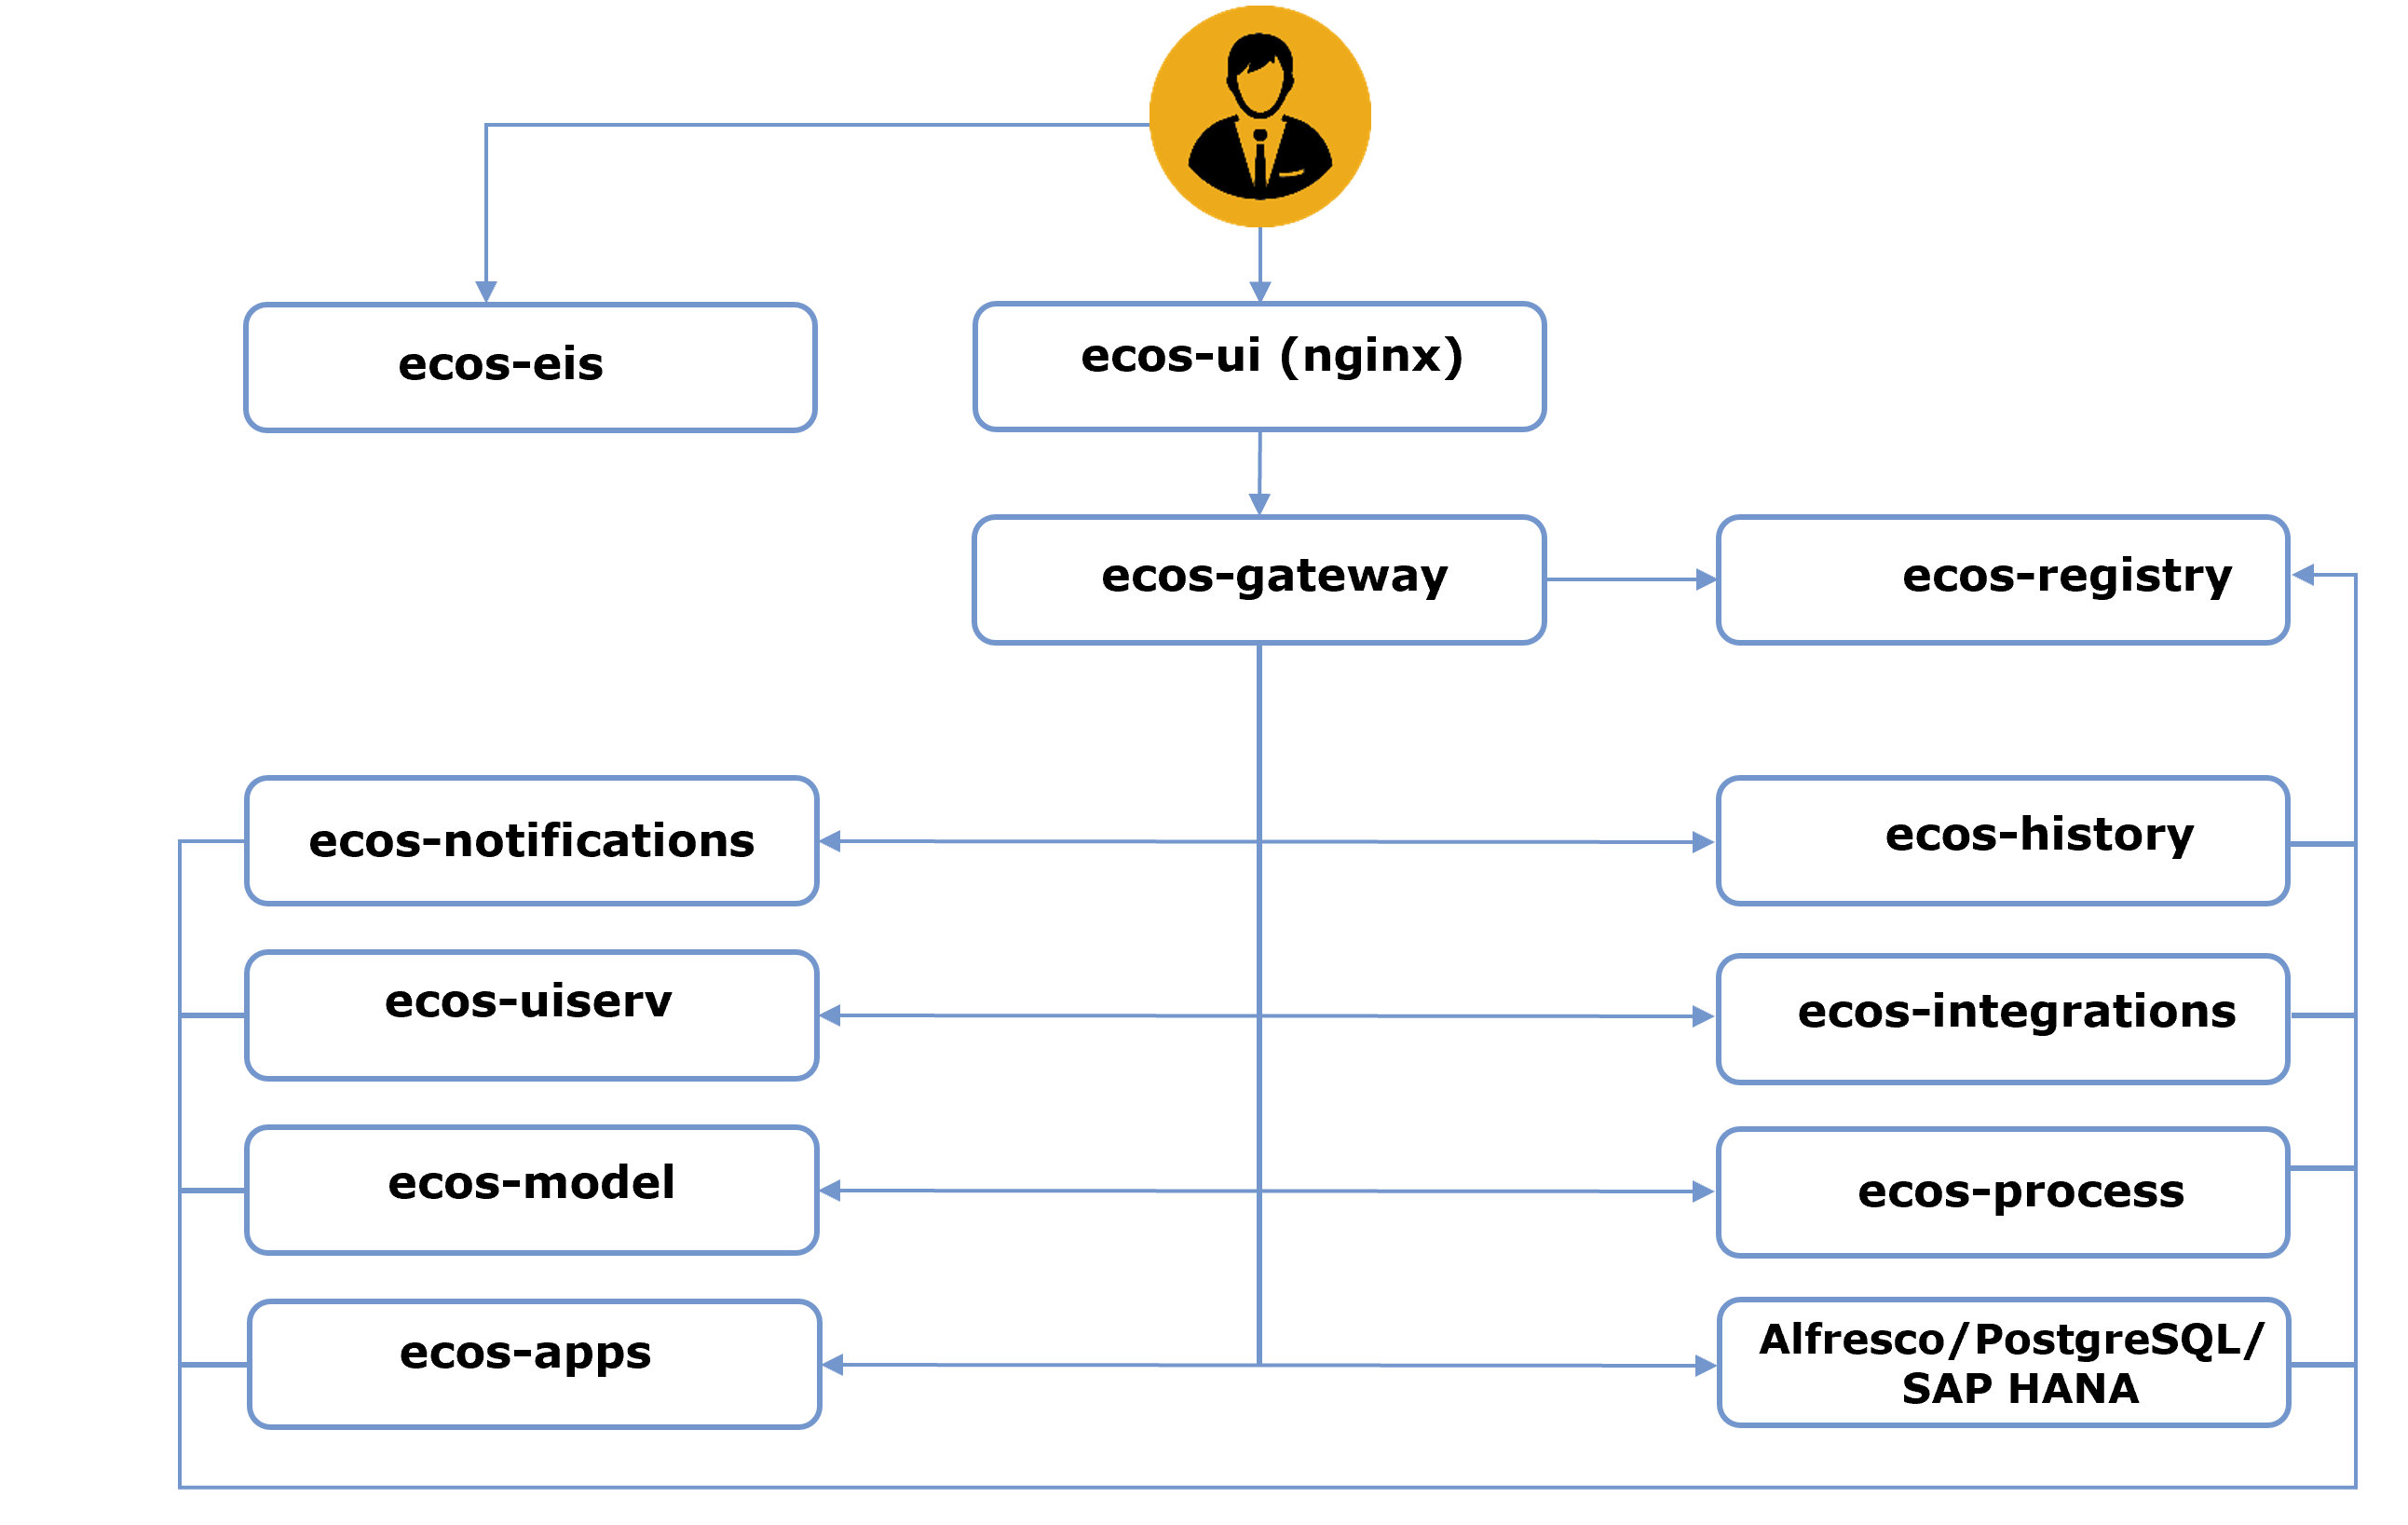 ecos-eis
ecos-ui (nginx)
ecos-gateway
ecos-registry
ecos-notifications
ecos-history
ecos-uiserv
ecos-integrations
ecos-model
ecos-process
ecos-apps
Alfresco/PostgreSQL/
SAP HANA